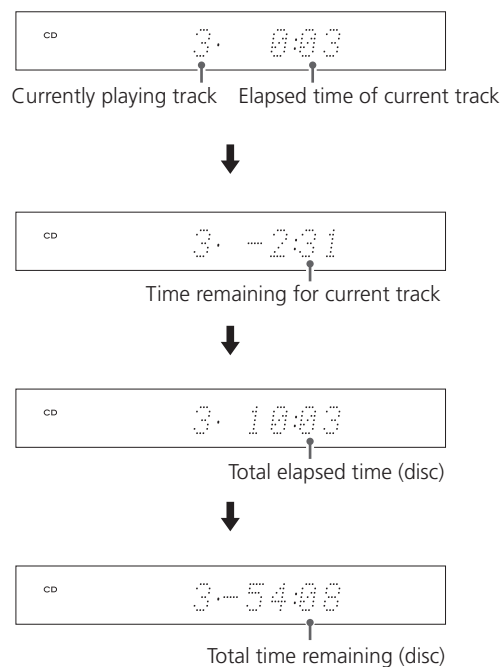 CD 3. 0:03
Currently playing track Elapsed time of current track
CD 3. -2:31
Time remaining for current track
CD 3. 10:03
Total elapsed time (disc)
CD 3.-54:08
Total time remaining (disc)